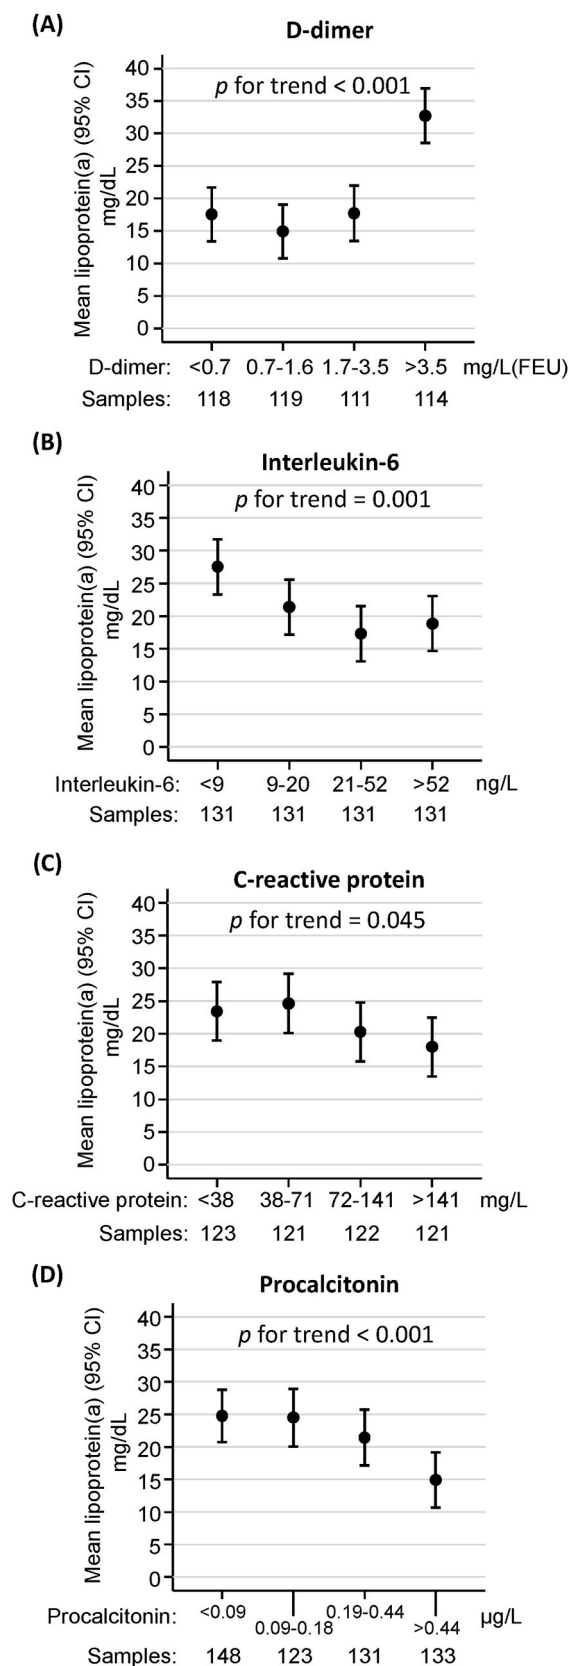 (A)
D-dimer
p for trend < 0.001
Mean lipoprotein(a) (95% CI)
mg/dL
40
35
30
20
15
10
5
0
D-dimer: <0.7 0.7-1.6 1.7-3.5 >3.5 mg/L(FEU)
Samples: 118 119 111 114
(B)
Interleukin-6
p for trend = 0.001
Mean lipoprotein(a) (95% CI)
mg/dL
40
35
30
25
20
15
10
5
0
Interleukin-6: <9 9-20 21-52 >52 ng/L
Samples: 131 131 131 131
(C)
C-reactive protein
p for trend = 0.045
Mean lipoprotein(a) (95% CI)
mg/dL
40
35
30
25
20
15
10
5
0
C-reactive protein: <38 38-71 72-141 >141 mg/L
Samples: 123 121 122 121
(D)
Procalcitonin
p for trend < 0.001
Mean lipoprotein(a) (95% CI)
mg/dL
40
35
30
25
20
15
10
5
0
Procalcitonin: <0.09 0.09-0.18 0.19-0.44 >0.44 µg/L
Samples: 148 123 131 133